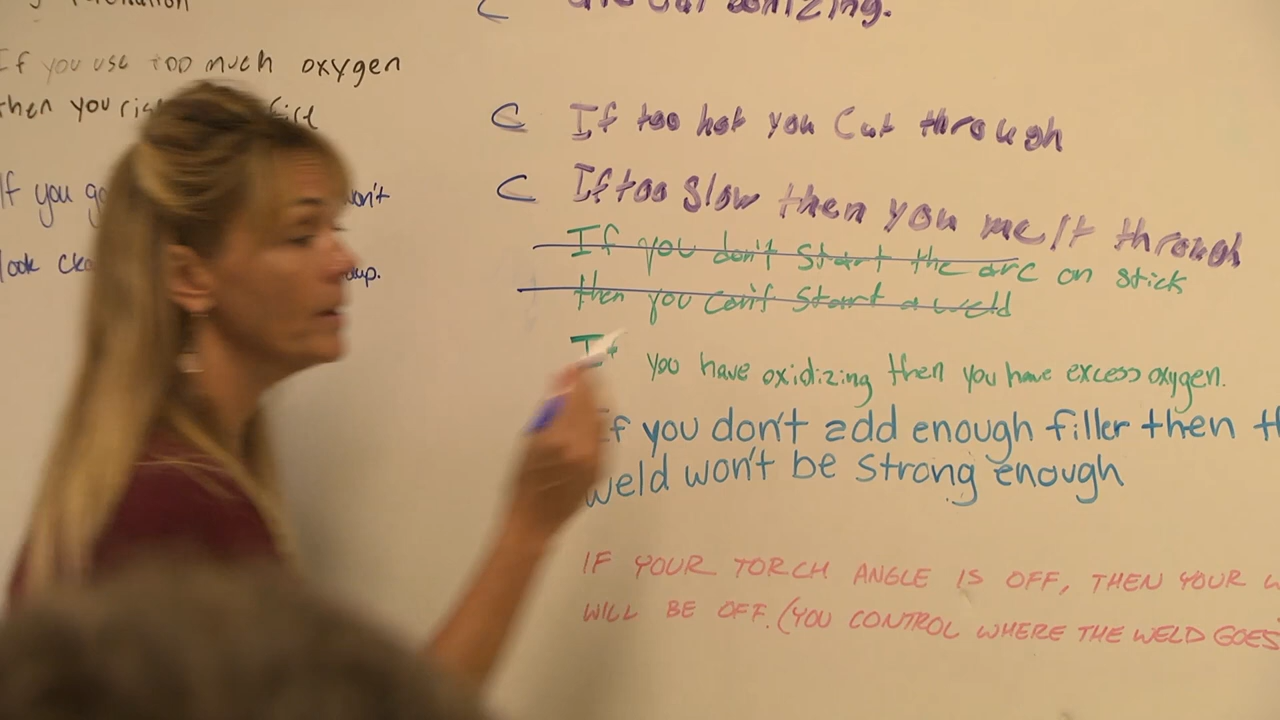 If you use too much oxygen
then you fire
If you won't
look
C
C If too hot you Cut through
C If too Slow then you melt through
If you don't Start the arc on stick
then you can't Start a weld
If you have oxidizing then you have excess oxygen.
If you don't add enough filler then
weld won't be strong enough
IF YOUR TORCH ANGLE IS OFF, THEN YOUR
WILL BE OFF. (YOU CONTROL WHERE THE WELD GOES